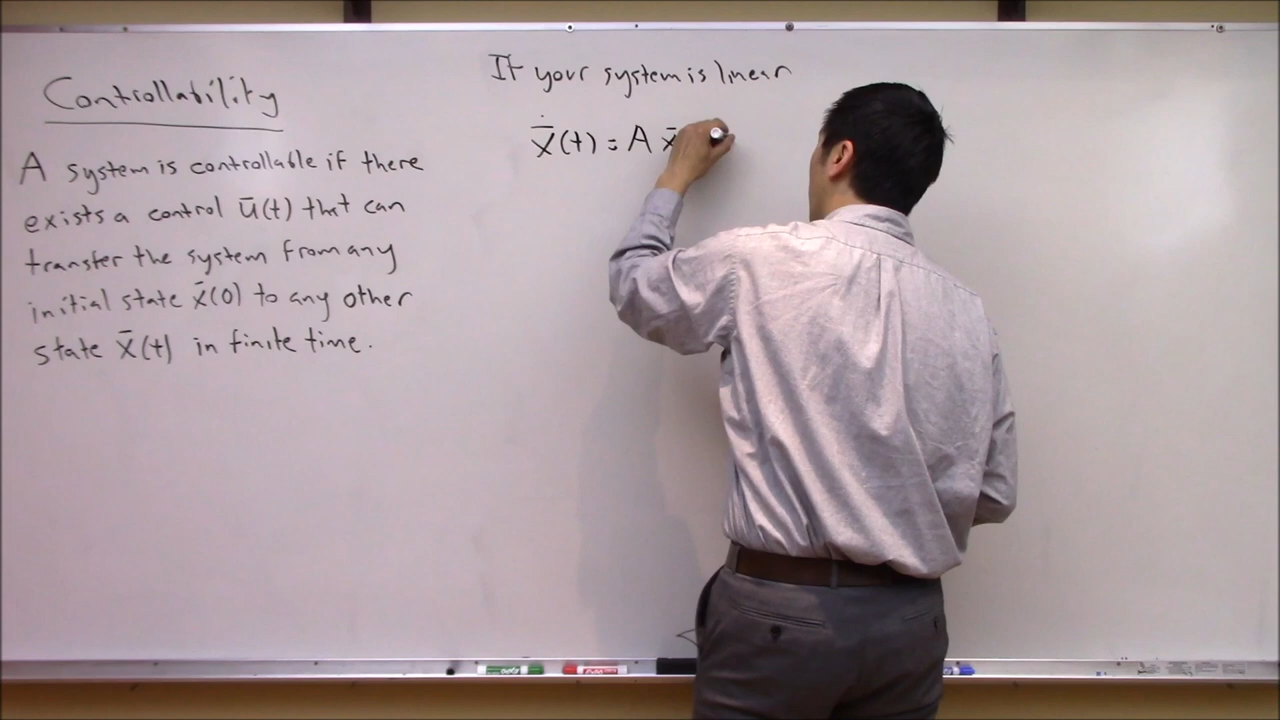 Controllability
A system is controllable if there
exists a control ū(t) that can
transfer the system from any
initial state x̄(0) to any other
state x̄(t) in finite time.
If your system is linear
x̄̇(t) = A x̄
EXPO